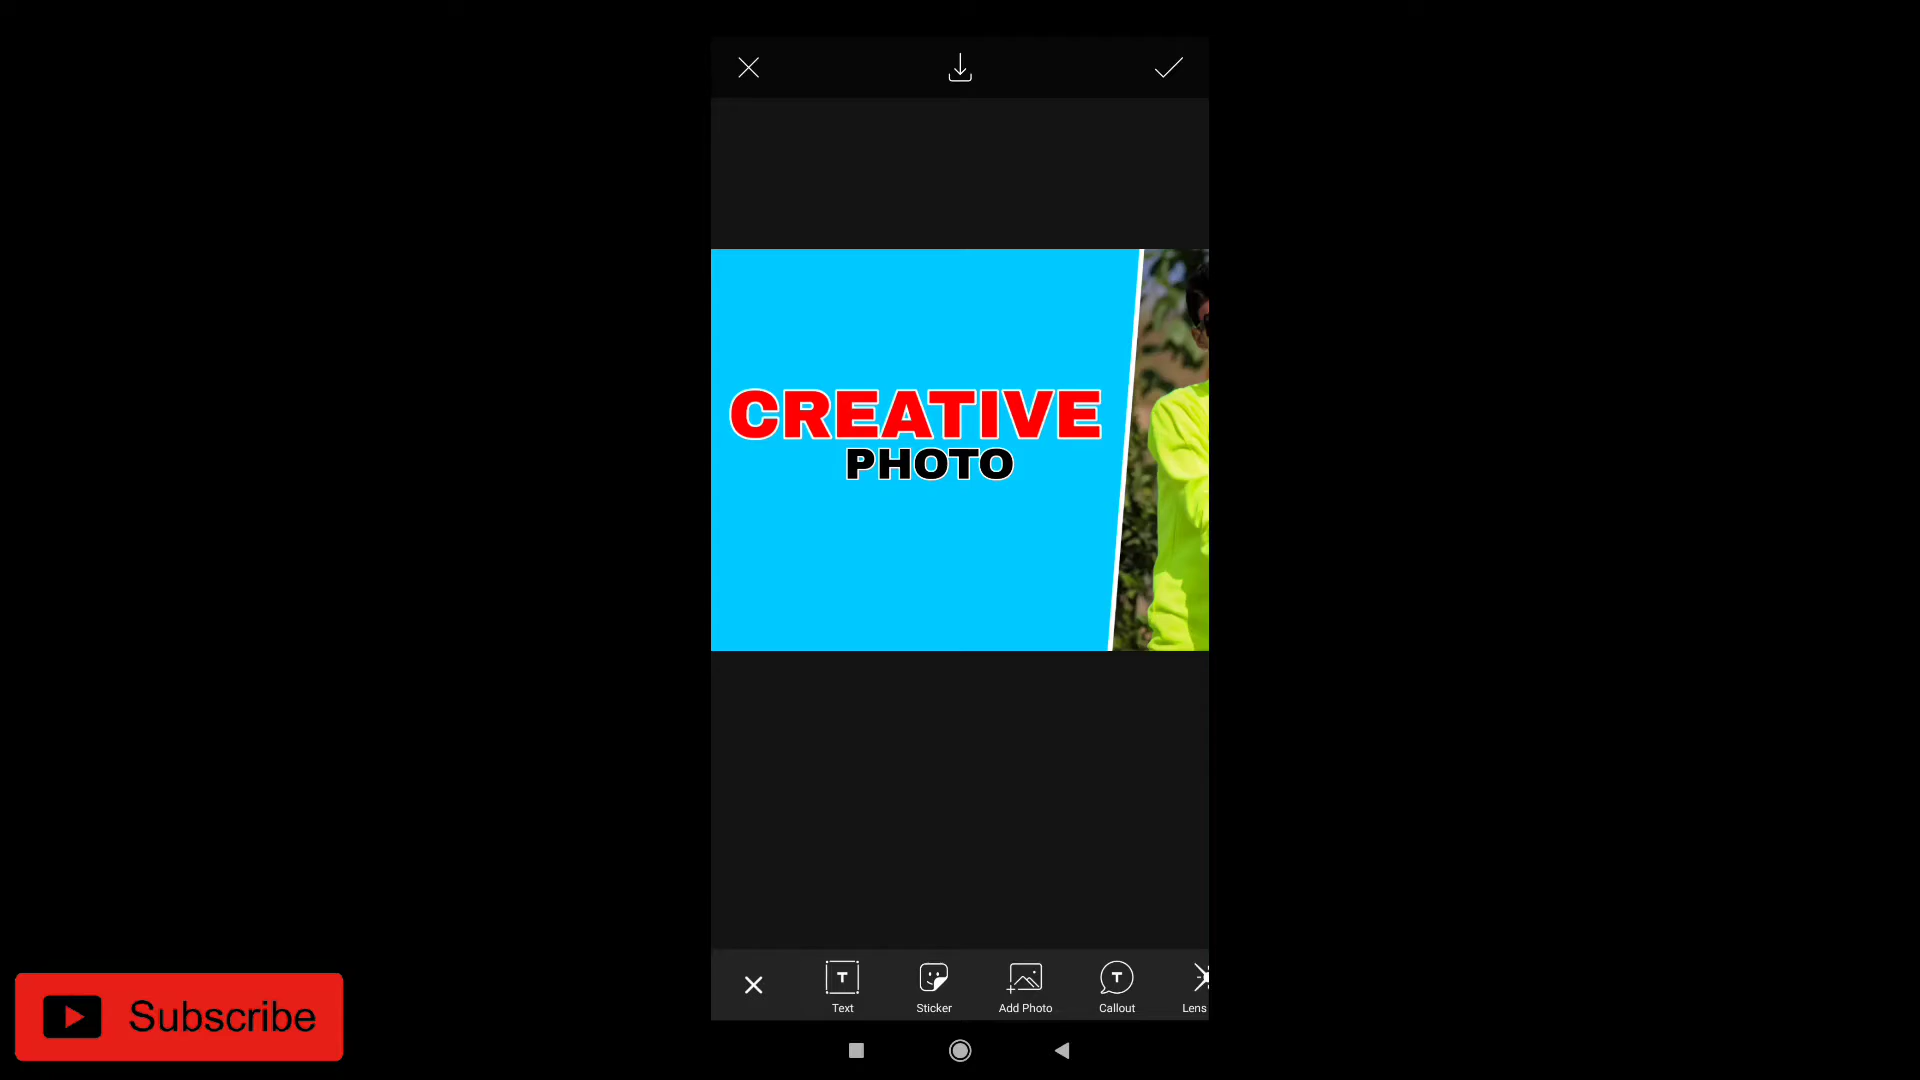 CREATIVE
PHOTO
T
T
Text
Sticker
Add Photo
Callout
Lens
Subscribe